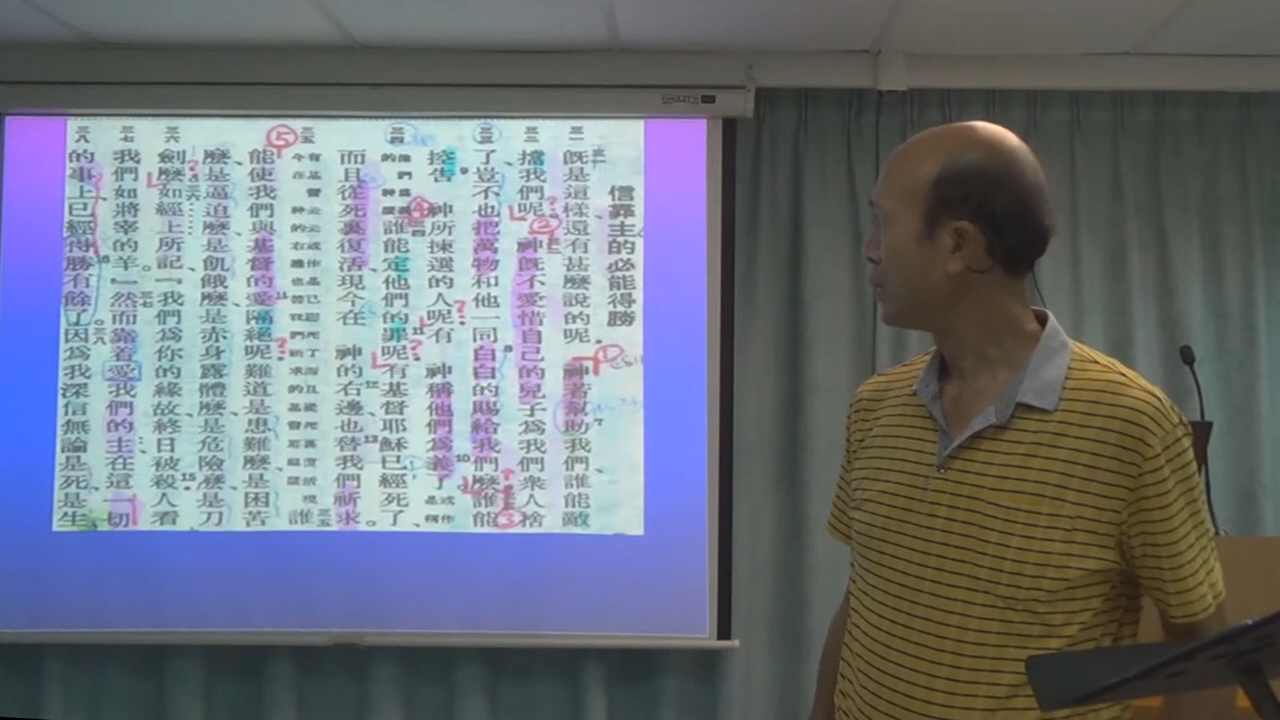 信靠主的必能得勝
三一
既是這樣、還有甚麼說的呢。神若幫助我們、誰能敵
三二
擋我們呢？神既不愛惜自己的兒子為我們衆人捨
三三
了、豈不也把萬物和他一同白白的賜給我們麼？誰能
控告神所揀選的人呢？有神稱他們為義了
三四
誰能定他們的罪呢？有基督耶穌已經死了、
而且從死裏復活、現今在神的右邊、也替我們祈求。
三五
誰
能使我們與基督的愛隔絕呢？難道是患難麼、是困苦
麼、是逼迫麼、是飢餓麼、是赤身露體麼、是危險麼、是刀
三六
劍麼？如經上所記、『我們為你的緣故、終日被殺、人看
三七
我們如將宰的羊。』然而靠着愛我們的主、在這一切
三八
的事上、已經得勝有餘了。因為我深信無論是死、是生
①
②
③
④
⑤